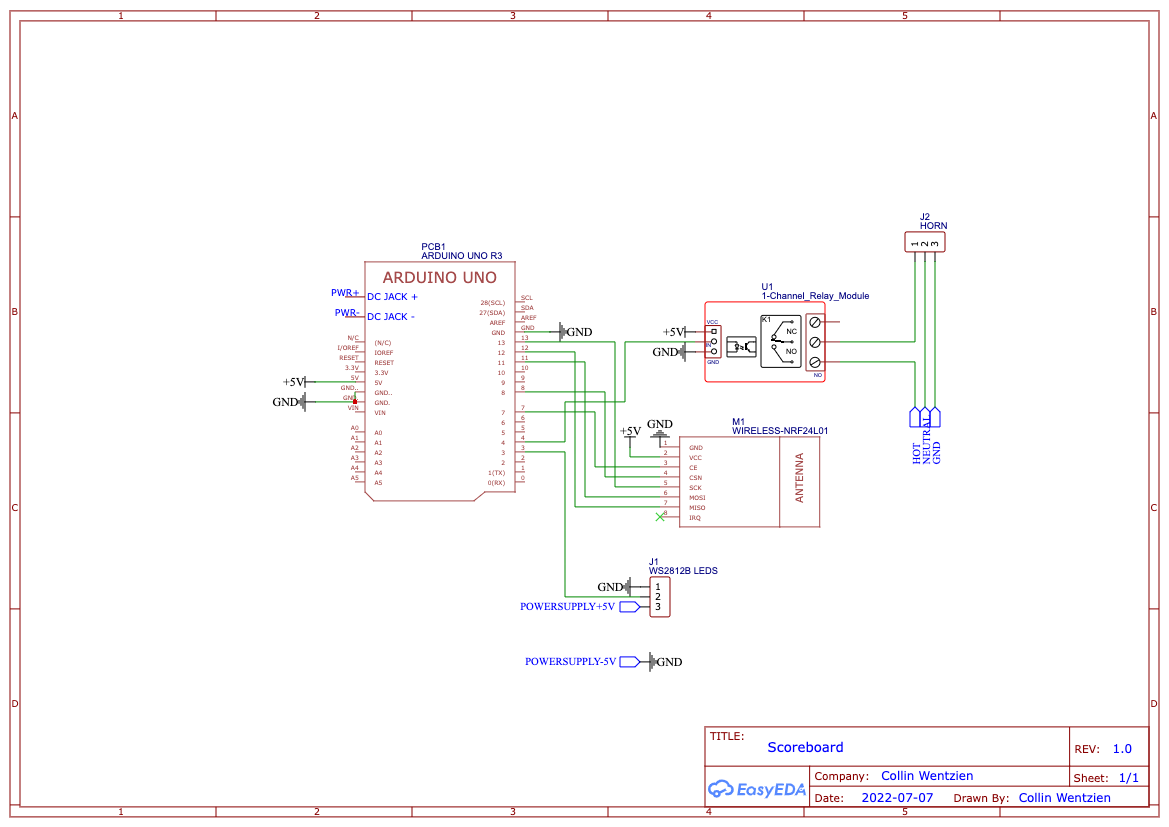 1 2 3 4 5
A A
B B
C C
D D
1 2 3 4 5
PCB1
ARDUINO UNO R3
ARDUINO UNO
PWR+ DC JACK +
PWR- DC JACK -
N/C (N/C)
I/OREF IOREF
RESET RESET
3.3V 3.3V
+5V 5V 5V
GND.. GND..
GND GND.
VIN VIN
A0 A0
A1 A1
A2 A2
A3 A3
A4 A4
A5 A5
28(SCL) SCL
27(SDA) SDA
AREF AREF
GND GND GND
13 13
12 12
11 11
10 10
9 9
8 8
7 7
6 6
5 5
4 4
3 3
2 2
1(TX) 1
0(RX) 0
U1
1-Channel_Relay_Module
+5V VCC
IN
GND GND
K1
NC
NO
NO
J2
HORN
1 2 3
HOT
NEUTRAL
GND
M1
WIRELESS-NRF24L01
+5V GND
1 GND
2 VCC
3 CE
4 CSN
5 SCK
6 MOSI
7 MISO
8 IRQ
ANTENNA
J1
WS2812B LEDS
GND 1
2
POWERSUPPLY+5V 3
POWERSUPPLY-5V GND
TITLE:
Scoreboard
REV: 1.0
EasyEDA
Company: Collin Wentzien
Sheet: 1/1
Date: 2022-07-07 Drawn By: Collin Wentzien